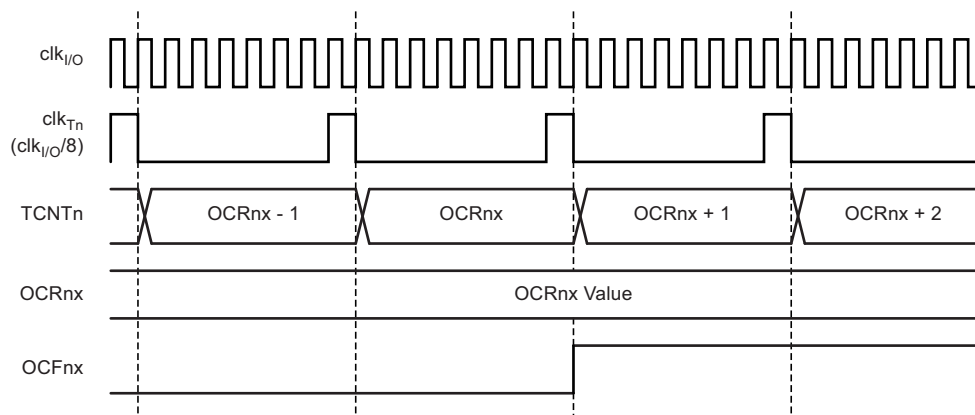 clkI/O
clkTn
(clkI/O/8)
TCNTn OCRnx - 1 OCRnx OCRnx + 1 OCRnx + 2
OCRnx OCRnx Value
OCFnx